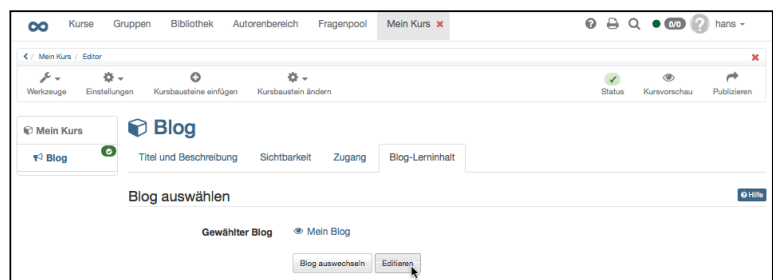 Kurse Gruppen Bibliothek Autorenbereich Fragenpool Mein Kurs 0/0 hans
/ Mein Kurs / Editor
Werkzeuge Einstellungen Kursbausteine einfügen Kursbaustein ändern Status Kursvorschau Publizieren
Mein Kurs
Blog
Blog
Titel und Beschreibung Sichtbarkeit Zugang Blog-Lerninhalt
Blog auswählen Hilfe
Gewählter Blog Mein Blog
Blog auswechseln Editieren